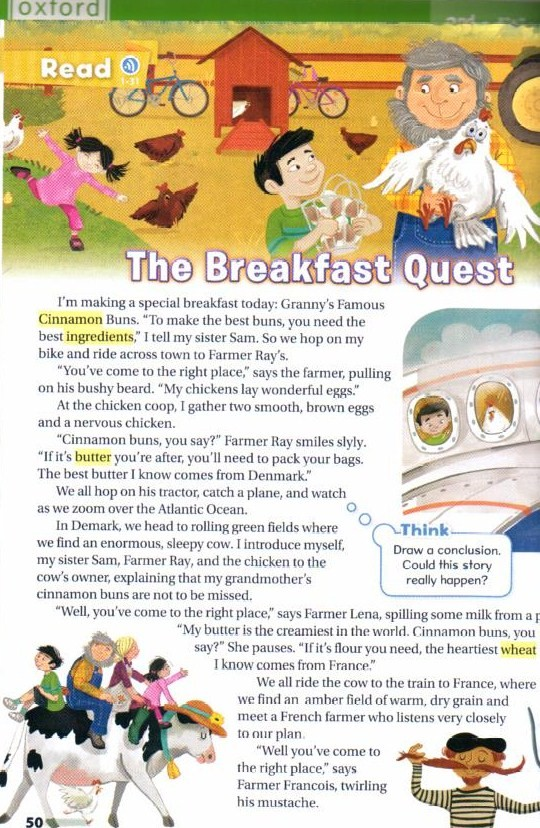 oxford
Read
1·31
The Breakfast Quest
I'm making a special breakfast today: Granny's Famous
Cinnamon Buns. “To make the best buns, you need the
best ingredients,” I tell my sister Sam. So we hop on my
bike and ride across town to Farmer Ray's.
“You've come to the right place,” says the farmer, pulling
on his bushy beard. “My chickens lay wonderful eggs.”
At the chicken coop, I gather two smooth, brown eggs
and a nervous chicken.
“Cinnamon buns, you say?” Farmer Ray smiles slyly.
“If it's butter you're after, you'll need to pack your bags.
The best butter I know comes from Denmark.”
We all hop on his tractor, catch a plane, and watch
as we zoom over the Atlantic Ocean.
In Demark, we head to rolling green fields where
we find an enormous, sleepy cow. I introduce myself,
my sister Sam, Farmer Ray, and the chicken to the
cow's owner, explaining that my grandmother's
cinnamon buns are not to be missed.
Think
Draw a conclusion.
Could this story
really happen?
“Well, you've come to the right place,” says Farmer Lena, spilling some milk from a
“My butter is the creamiest in the world. Cinnamon buns, you
say?” She pauses. “If it's flour you need, the heartiest wheat
I know comes from France.”
We all ride the cow to the train to France, where
we find an amber field of warm, dry grain and
meet a French farmer who listens very closely
to our plan.
“Well you've come to
the right place,” says
Farmer Francois, twirling
his mustache.
50